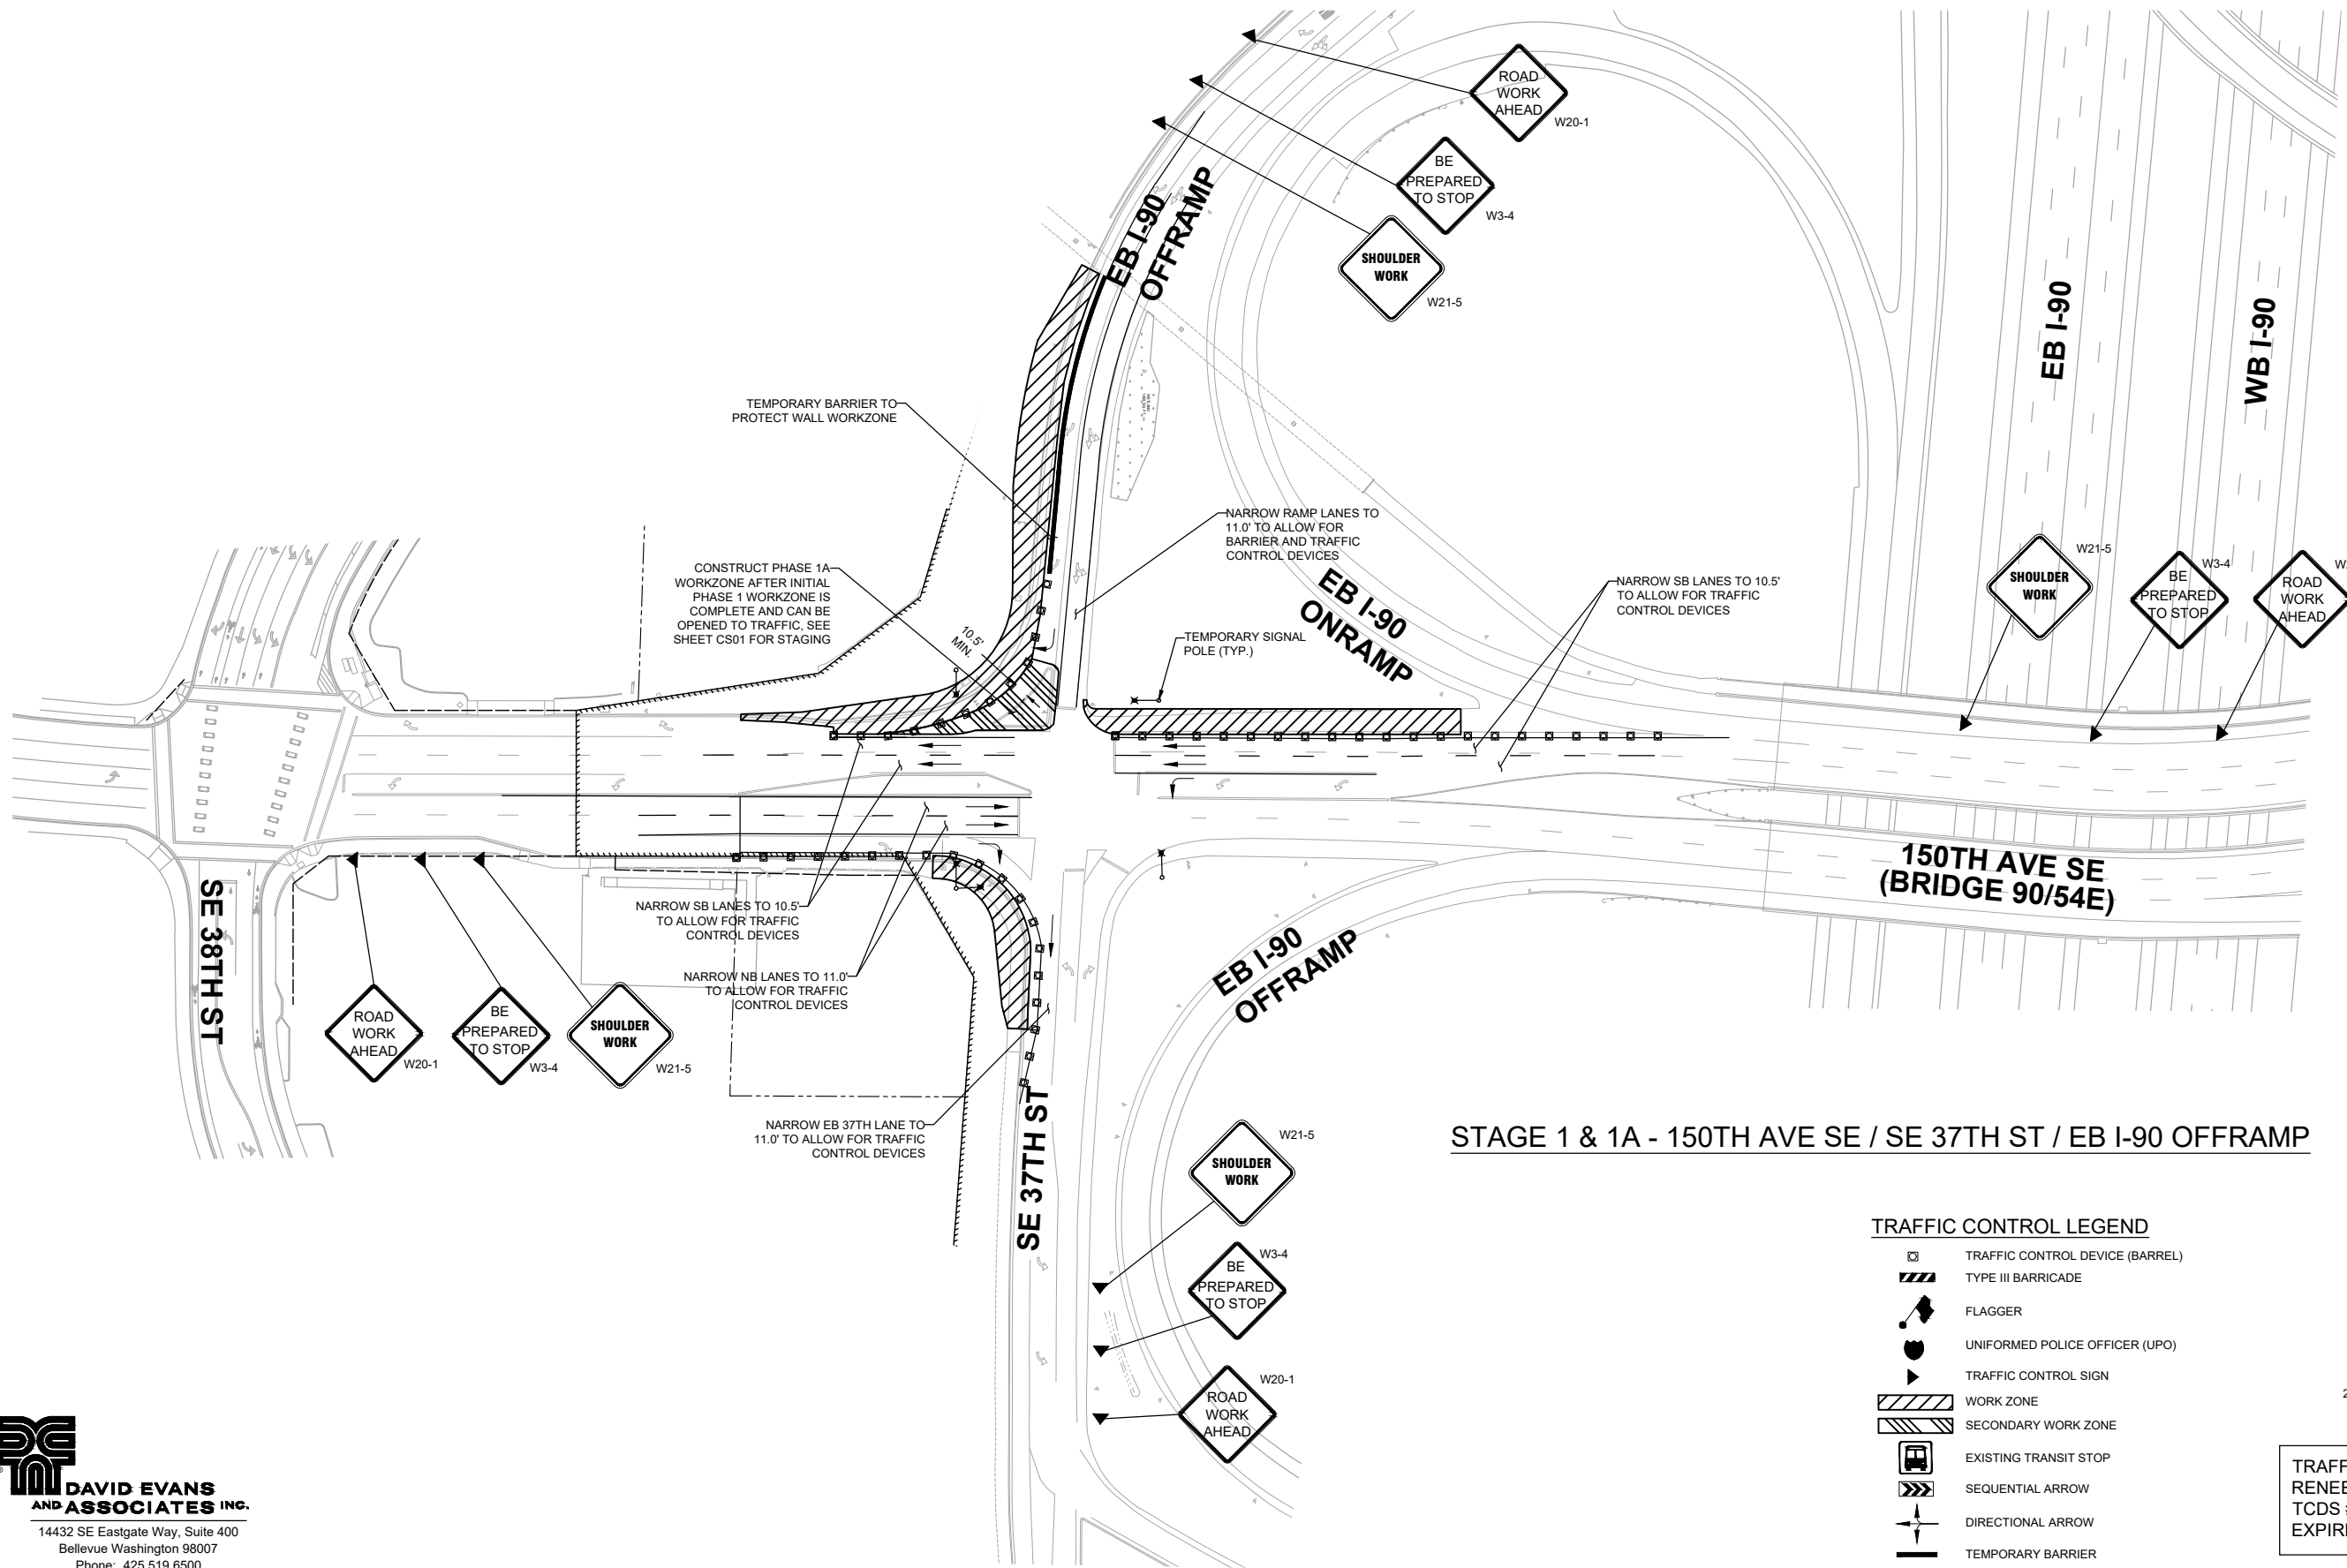 ROAD
WORK
AHEAD
W20-1
BE
PREPARED
TO STOP
W3-4
SHOULDER
WORK
W21-5
EB I-90
OFFRAMP
EB I-90
WB I-90
TEMPORARY BARRIER TO
PROTECT WALL WORKZONE
NARROW RAMP LANES TO
11.0' TO ALLOW FOR
BARRIER AND TRAFFIC
CONTROL DEVICES
CONSTRUCT PHASE 1A
WORKZONE AFTER INITIAL
PHASE 1 WORKZONE IS
COMPLETE AND CAN BE
OPENED TO TRAFFIC, SEE
SHEET CS01 FOR STAGING
10.5'
MIN.
TEMPORARY SIGNAL
POLE (TYP.)
EB I-90
ONRAMP
NARROW SB LANES TO 10.5'
TO ALLOW FOR TRAFFIC
CONTROL DEVICES
SHOULDER
WORK
W21-5
BE
PREPARED
TO STOP
W3-4
ROAD
WORK
AHEAD
150TH AVE SE
(BRIDGE 90/54E)
SE 38TH ST
NARROW SB LANES TO 10.5'
TO ALLOW FOR TRAFFIC
CONTROL DEVICES
NARROW NB LANES TO 11.0'
TO ALLOW FOR TRAFFIC
CONTROL DEVICES
EB I-90
OFFRAMP
ROAD
WORK
AHEAD
W20-1
BE
PREPARED
TO STOP
W3-4
SHOULDER
WORK
W21-5
NARROW EB 37TH LANE TO
11.0' TO ALLOW FOR TRAFFIC
CONTROL DEVICES
SE 37TH ST
SHOULDER
WORK
W21-5
BE
PREPARED
TO STOP
W3-4
ROAD
WORK
AHEAD
W20-1
STAGE 1 & 1A - 150TH AVE SE / SE 37TH ST / EB I-90 OFFRAMP
TRAFFIC CONTROL LEGEND
TRAFFIC CONTROL DEVICE (BARREL)
TYPE III BARRICADE
FLAGGER
UNIFORMED POLICE OFFICER (UPO)
TRAFFIC CONTROL SIGN
WORK ZONE
SECONDARY WORK ZONE
EXISTING TRANSIT STOP
SEQUENTIAL ARROW
DIRECTIONAL ARROW
TEMPORARY BARRIER
DAVID EVANS
AND ASSOCIATES INC.
14432 SE Eastgate Way, Suite 400
Bellevue Washington 98007
Phone: 425.519.6500
TCDS